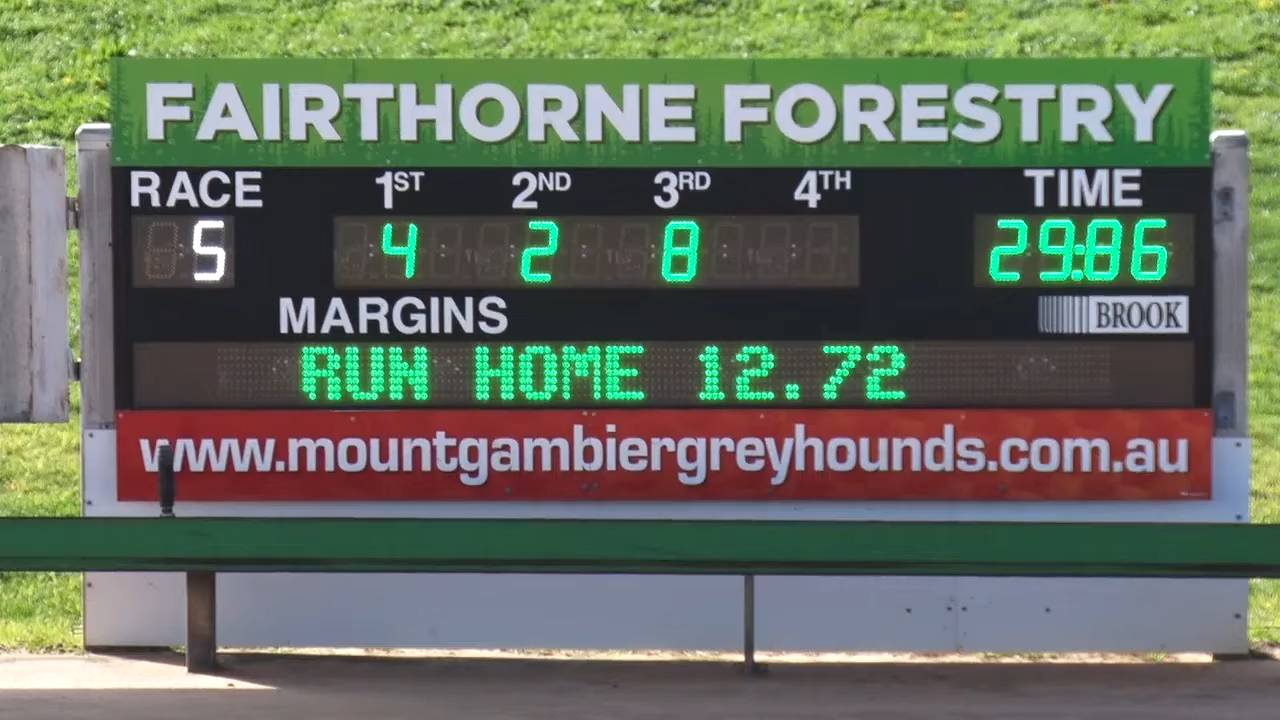 FAIRTHORNE FORESTRY
RACE 1ST 2ND 3RD 4TH TIME
5 4 2 8 29:86
MARGINS BROOK
RUN HOME 12.72
www.mountgambiergreyhounds.com.au